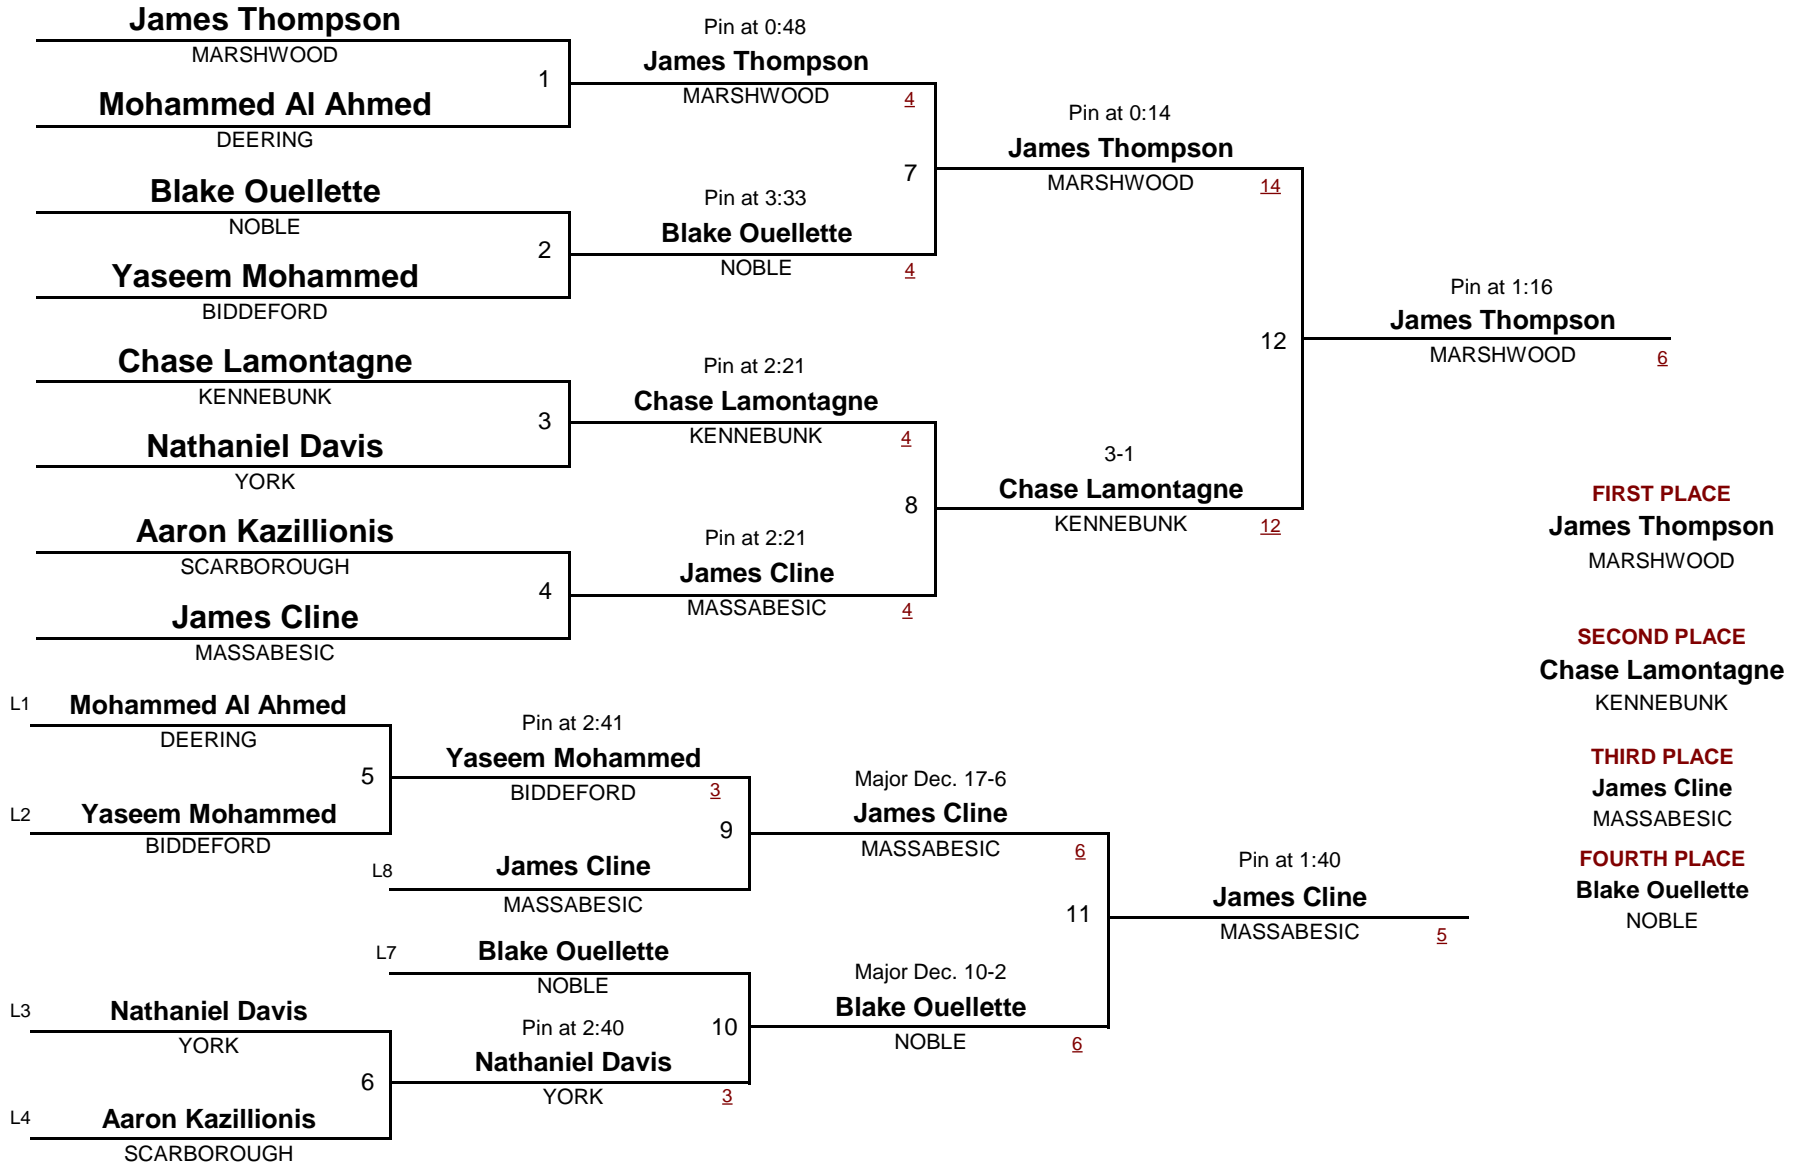 James Thompson
MARSHWOOD
1
Mohammed Al Ahmed
DEERING
Blake Ouellette
NOBLE
2
Yaseem Mohammed
BIDDEFORD
Chase Lamontagne
KENNEBUNK
3
Nathaniel Davis
YORK
Aaron Kazillionis
SCARBOROUGH
4
James Cline
MASSABESIC
Pin at 0:48
James Thompson
MARSHWOOD 4
7
Pin at 3:33
Blake Ouellette
NOBLE 4
Pin at 2:21
Chase Lamontagne
KENNEBUNK 4
8
Pin at 2:21
James Cline
MASSABESIC 4
Pin at 0:14
James Thompson
MARSHWOOD 14
12
3-1
Chase Lamontagne
KENNEBUNK 12
Pin at 1:16
James Thompson
MARSHWOOD 6
FIRST PLACE
James Thompson
MARSHWOOD
SECOND PLACE
Chase Lamontagne
KENNEBUNK
THIRD PLACE
James Cline
MASSABESIC
FOURTH PLACE
Blake Ouellette
NOBLE
L1 Mohammed Al Ahmed
DEERING
5
L2 Yaseem Mohammed
BIDDEFORD
Pin at 2:41
Yaseem Mohammed
BIDDEFORD 3
9
L8 James Cline
MASSABESIC
L7 Blake Ouellette
NOBLE
10
Pin at 2:40
Nathaniel Davis
YORK 3
L3 Nathaniel Davis
YORK
6
L4 Aaron Kazillionis
SCARBOROUGH
Major Dec. 17-6
James Cline
MASSABESIC 6
11
Major Dec. 10-2
Blake Ouellette
NOBLE 6
Pin at 1:40
James Cline
MASSABESIC 5